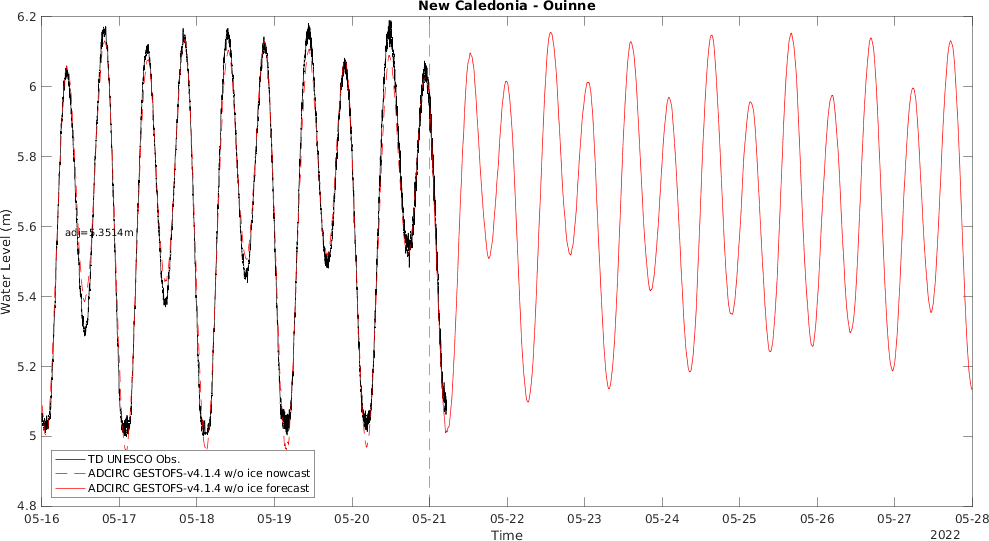 New Caledonia - Ouinne
Water Level (m)
6.2
6
5.8
5.6
5.4
5.2
5
4.8
adj=5.3514m
TD UNESCO Obs.
ADCIRC GESTOFS-v4.1.4 w/o ice nowcast
ADCIRC GESTOFS-v4.1.4 w/o ice forecast
05-16 05-17 05-18 05-19 05-20 05-21 05-22 05-23 05-24 05-25 05-26 05-27 05-28
Time
2022